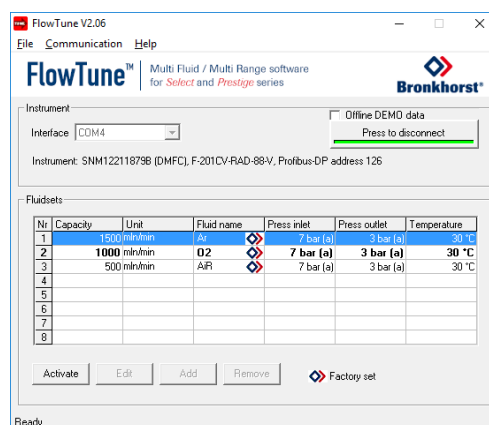 FlowTune V2.06
File Communication Help
FlowTune™ Multi Fluid / Multi Range software
for Select and Prestige series
Bronkhorst®
Instrument
Offline DEMO data
Interface COM4 Press to disconnect
Instrument: SNM12211879B (DMFC), F-201CV-RAD-88-V, Profibus-DP address 126
Fluidsets
Nr Capacity Unit Fluid name Press inlet Press outlet Temperature
1 1500 mln/min Ar 7 bar (a) 3 bar (a) 30 °C
2 1000 mln/min O2 7 bar (a) 3 bar (a) 30 °C
3 500 mln/min AiR 7 bar (a) 3 bar (a) 30 °C
4
5
6
7
8
Activate Edit Add Remove Factory set
Ready